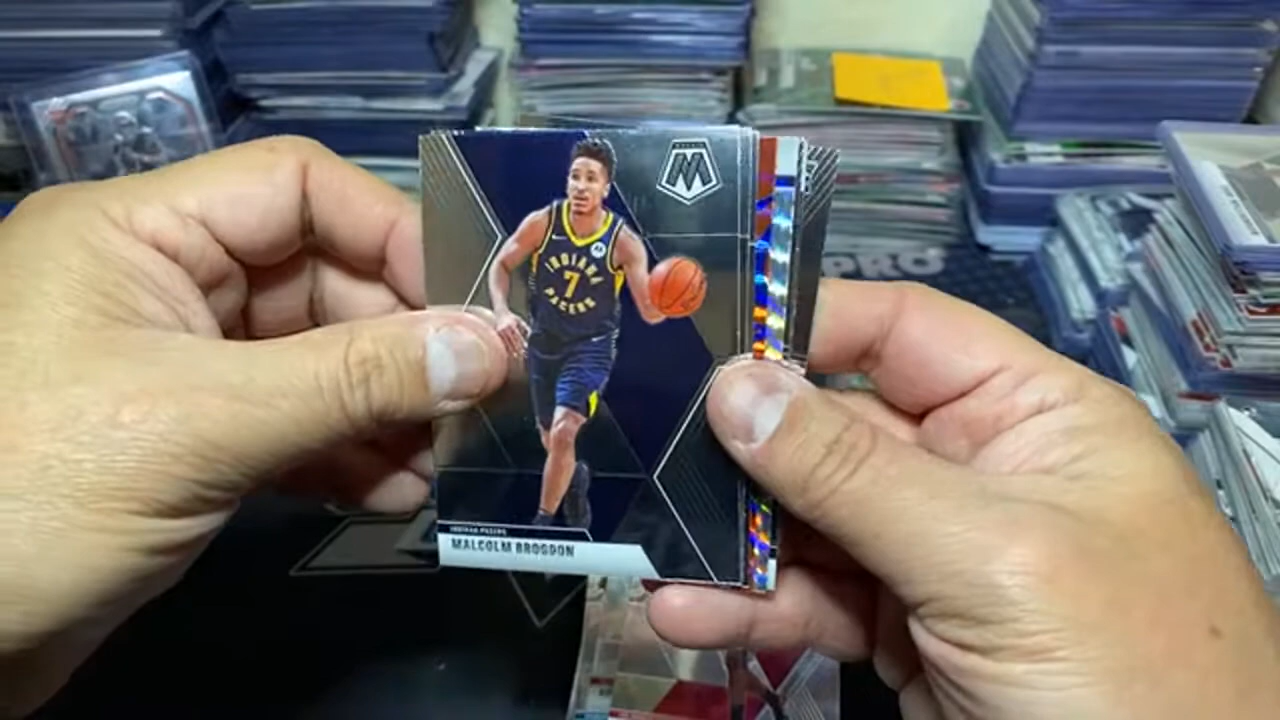 M
INDIANA
7
PACERS
INDIANA PACERS
MALCOLM BROGDON
PRO